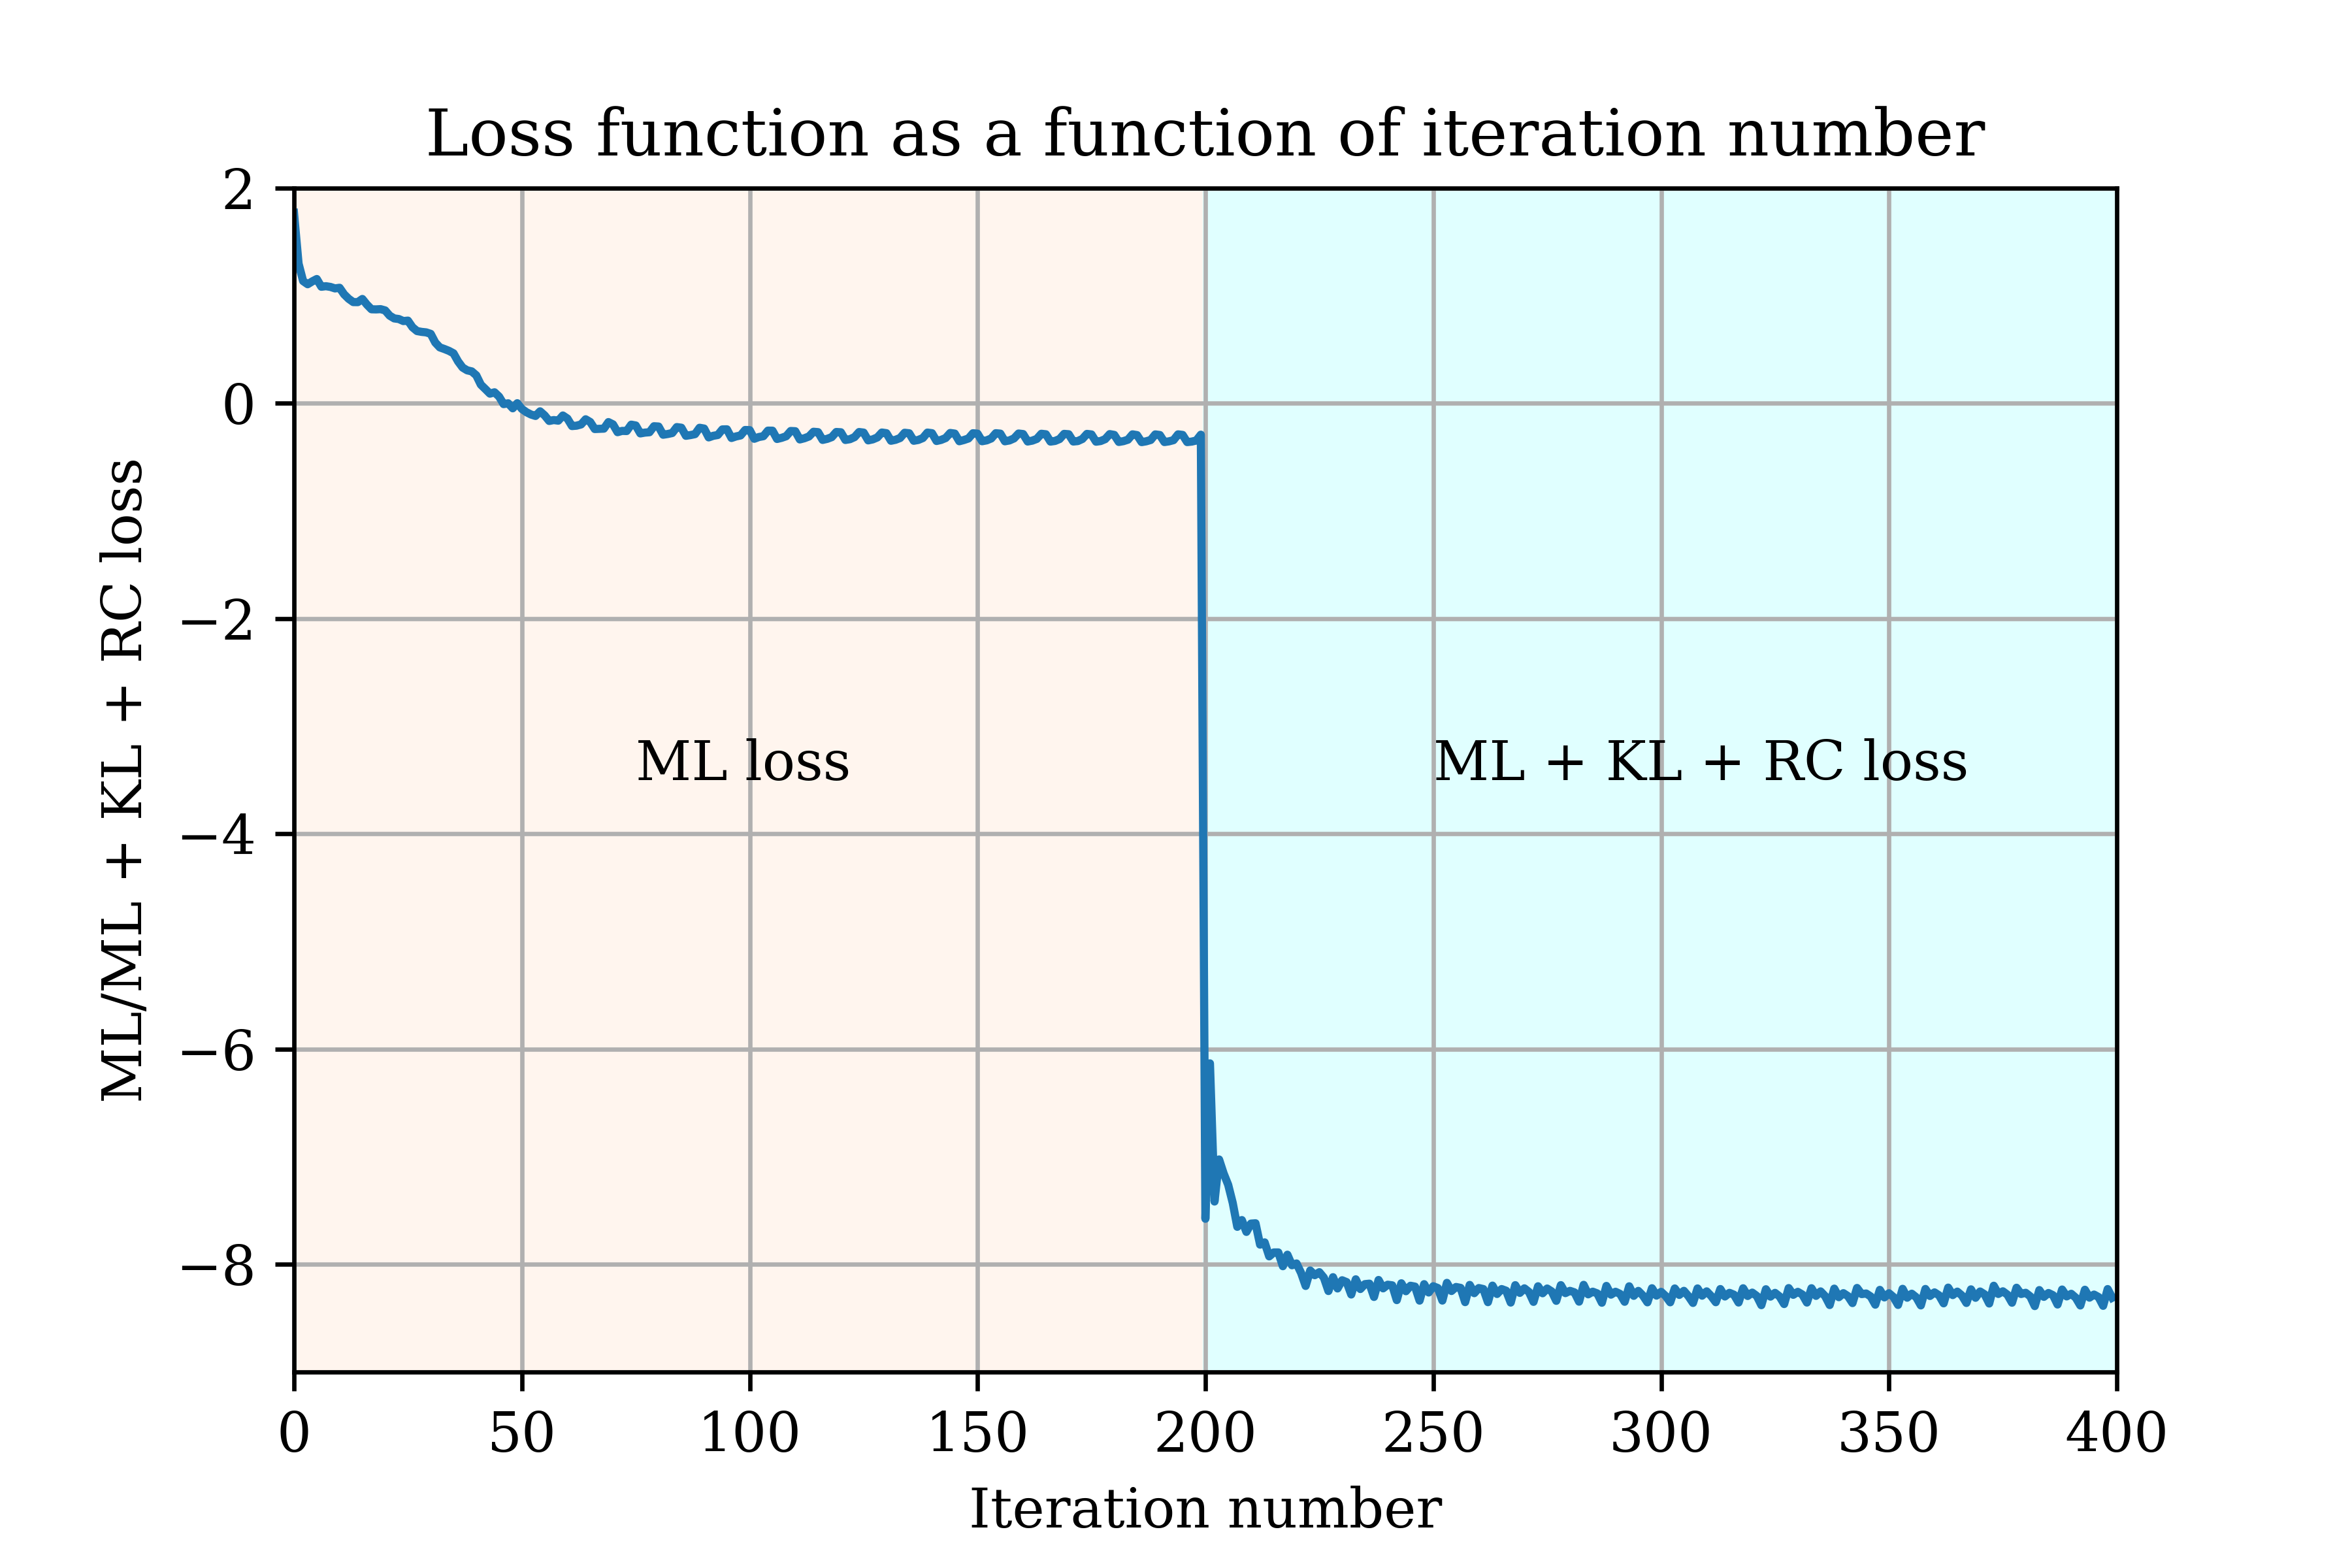 Loss function as a function of iteration number
ML/ML + KL + RC loss
2
0
−2
−4
−6
−8
ML loss
ML + KL + RC loss
0 50 100 150 200 250 300 350 400
Iteration number